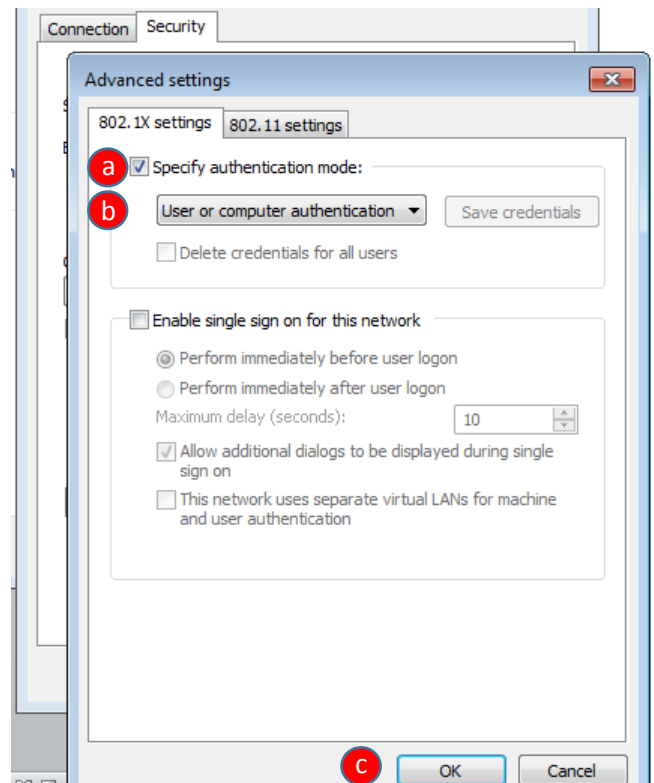 Connection Security
Advanced settings
802.1X settings 802.11 settings
a Specify authentication mode:
b User or computer authentication Save credentials
Delete credentials for all users
Enable single sign on for this network
Perform immediately before user logon
Perform immediately after user logon
Maximum delay (seconds): 10
Allow additional dialogs to be displayed during single
sign on
This network uses separate virtual LANs for machine
and user authentication
c OK Cancel